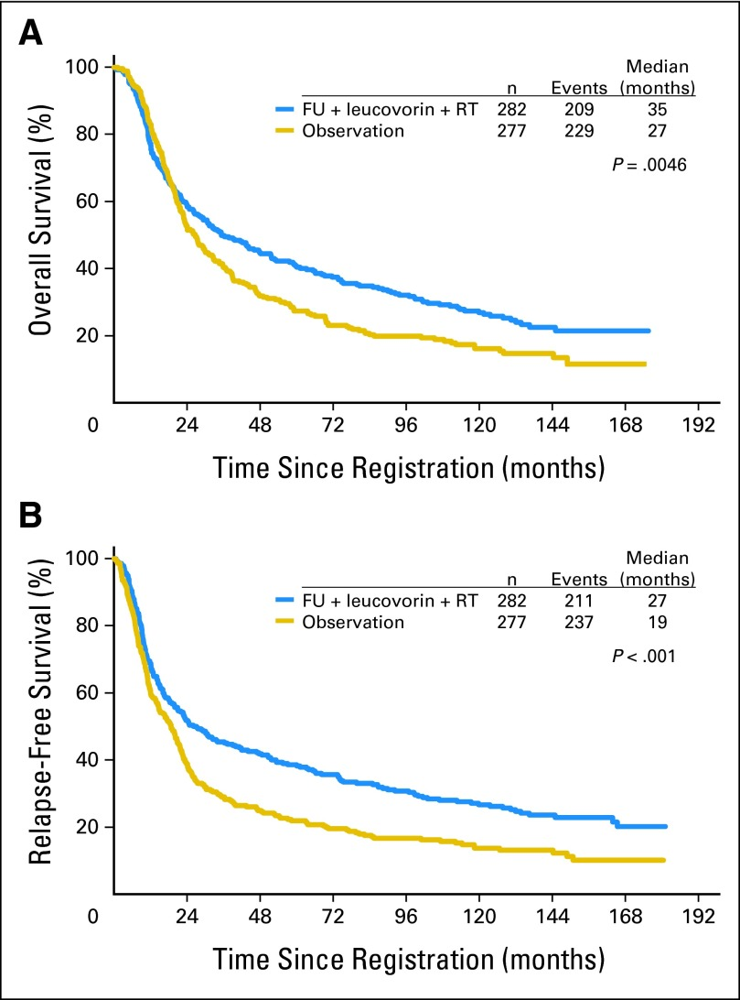 A
Overall Survival (%)
100
80
60
40
20
0
24 48 72 96 120 144 168 192
Time Since Registration (months)
Median
n Events (months)
FU + leucovorin + RT 282 209 35
Observation 277 229 27
P = .0046
B
Relapse-Free Survival (%)
100
80
60
40
20
0
24 48 72 96 120 144 168 192
Time Since Registration (months)
Median
n Events (months)
FU + leucovorin + RT 282 211 27
Observation 277 237 19
P < .001